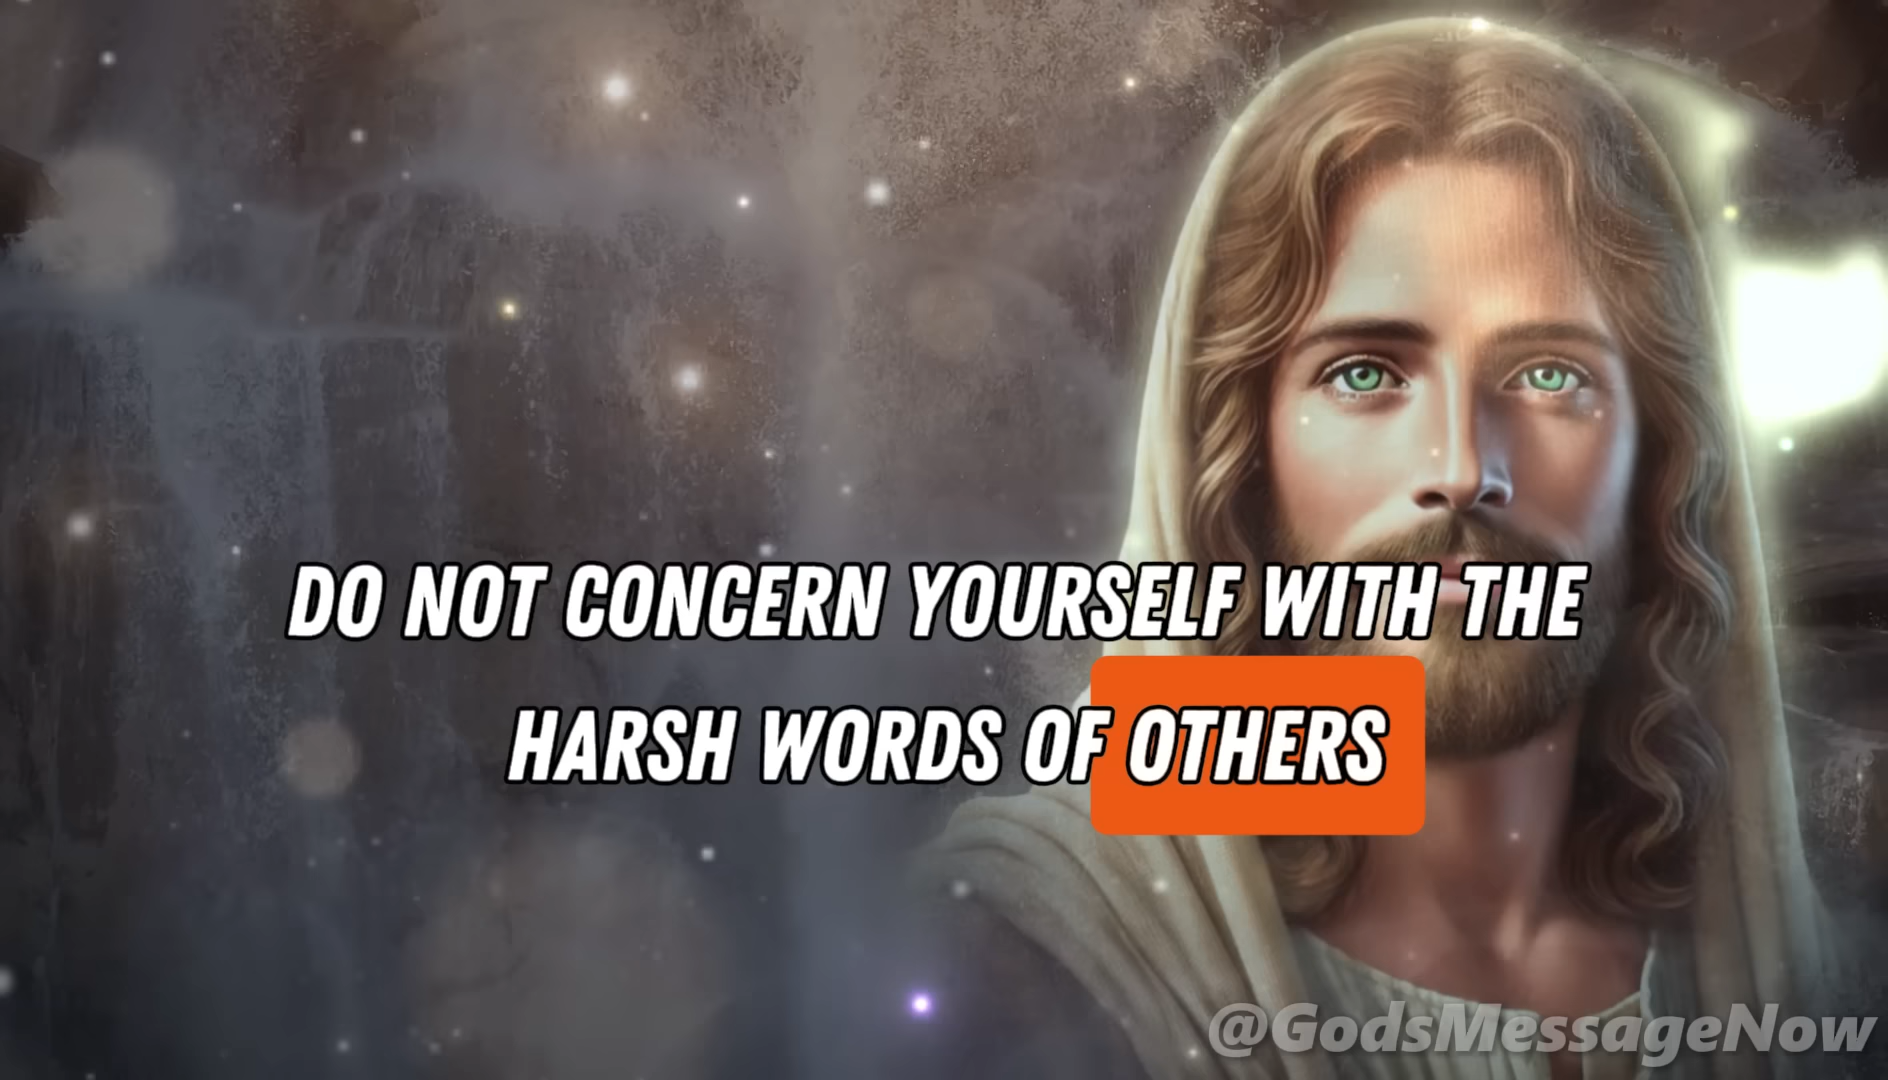 DO NOT CONCERN YOURSELF WITH THE
HARSH WORDS OF OTHERS
@GodsMessageNow